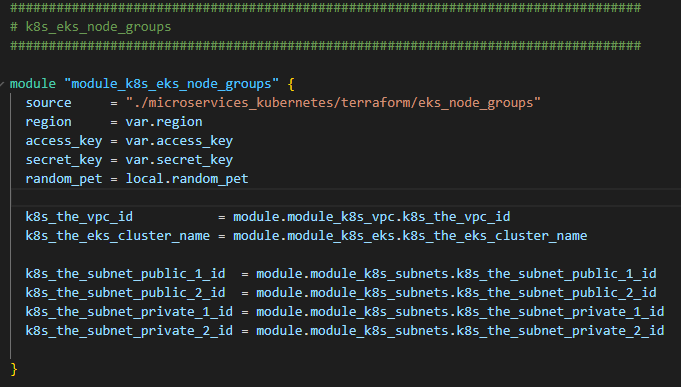 ################################################################################
# k8s_eks_node_groups
################################################################################
module "module_k8s_eks_node_groups" {
source = "./microservices_kubernetes/terraform/eks_node_groups"
region = var.region
access_key = var.access_key
secret_key = var.secret_key
random_pet = local.random_pet
k8s_the_vpc_id = module.module_k8s_vpc.k8s_the_vpc_id
k8s_the_eks_cluster_name = module.module_k8s_eks.k8s_the_eks_cluster_name
k8s_the_subnet_public_1_id = module.module_k8s_subnets.k8s_the_subnet_public_1_id
k8s_the_subnet_public_2_id = module.module_k8s_subnets.k8s_the_subnet_public_2_id
k8s_the_subnet_private_1_id = module.module_k8s_subnets.k8s_the_subnet_private_1_id
k8s_the_subnet_private_2_id = module.module_k8s_subnets.k8s_the_subnet_private_2_id
}